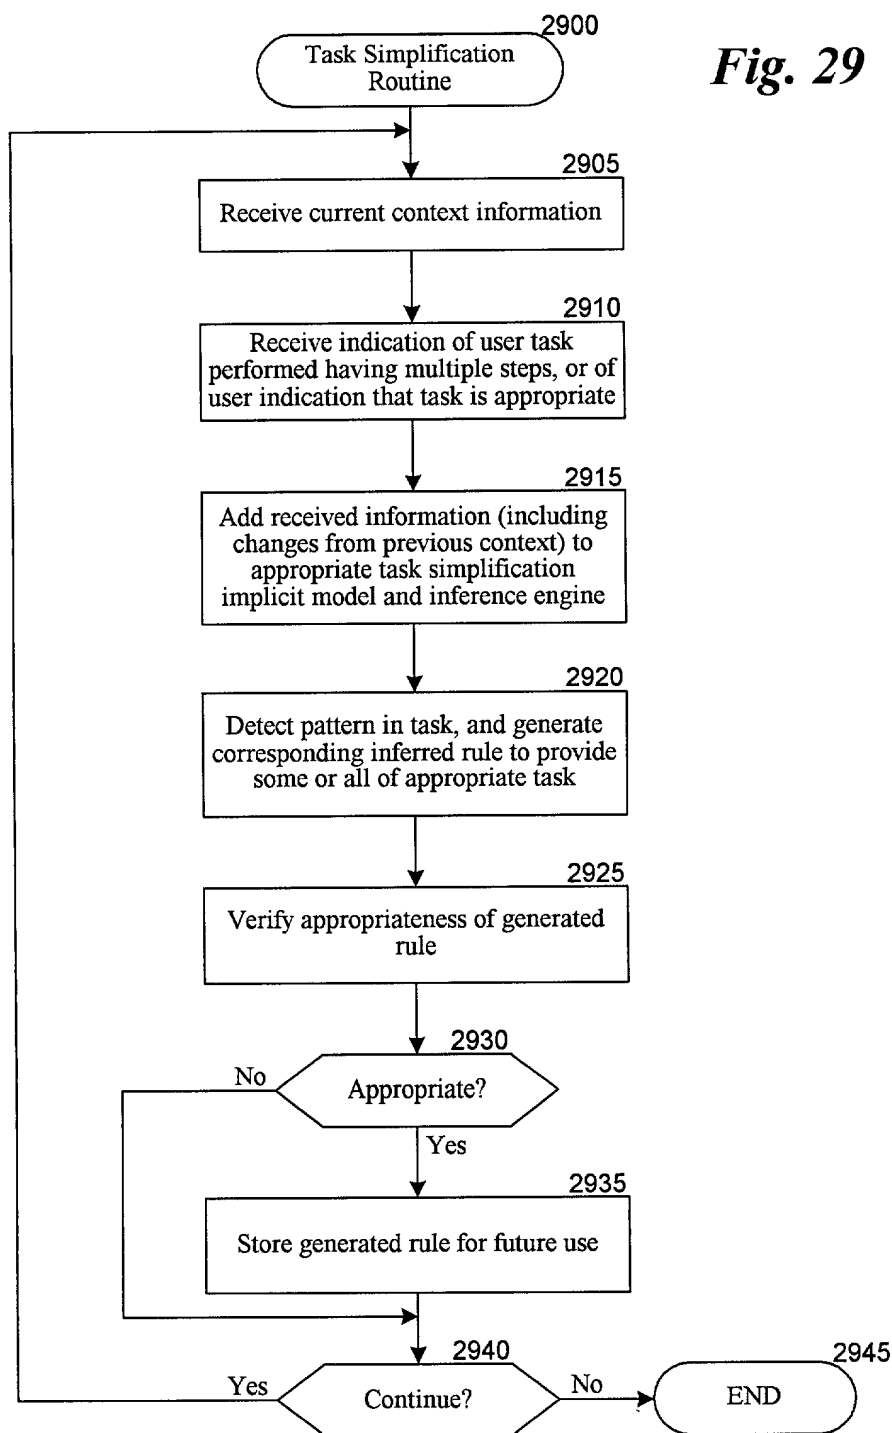 2900
Task Simplification
Routine
Fig. 29
2905
Receive current context information
2910
Receive indication of user task
performed having multiple steps, or of
user indication that task is appropriate
2915
Add received information (including
changes from previous context) to
appropriate task simplification
implicit model and inference engine
2920
Detect pattern in task, and generate
corresponding inferred rule to provide
some or all of appropriate task
2925
Verify appropriateness of generated
rule
2930
No
Appropriate?
Yes
2935
Store generated rule for future use
2940
2945
Yes
Continue?
No
END